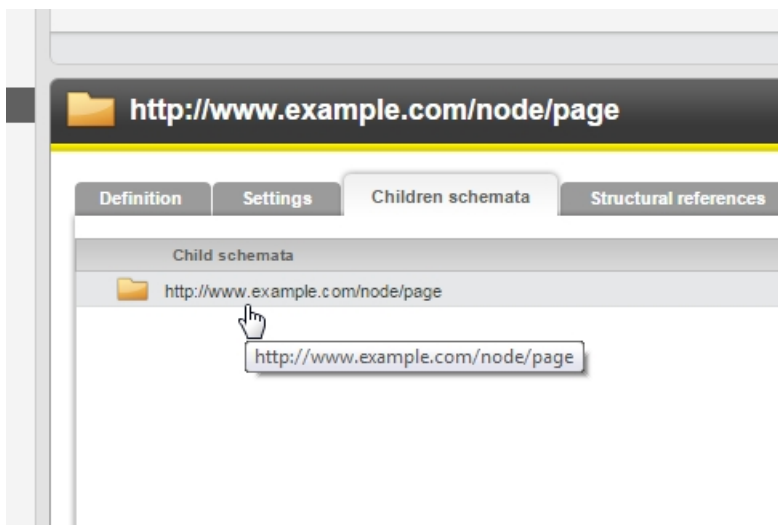 http://www.example.com/node/page
Definition Settings Children schemata Structural references
Child schemata
http://www.example.com/node/page
http://www.example.com/node/page